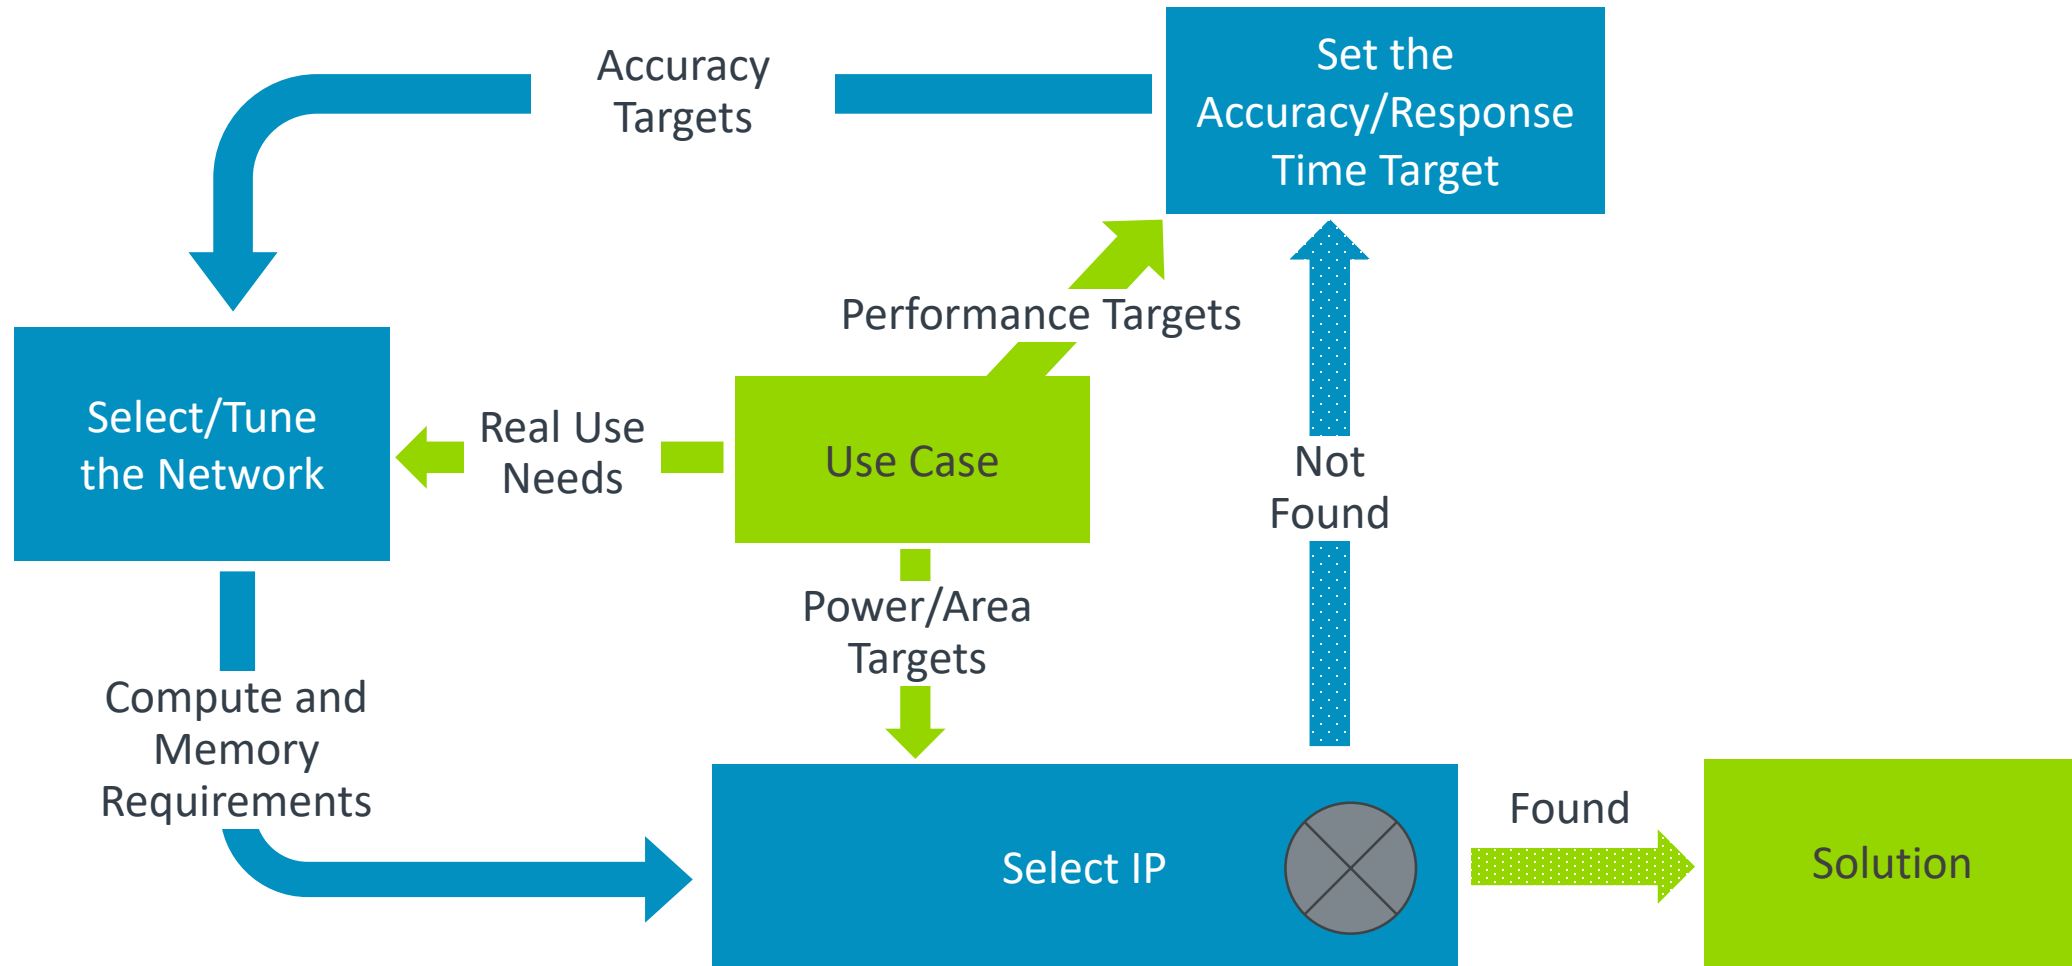 Accuracy
Targets
Set the
Accuracy/Response
Time Target
Performance Targets
Select/Tune
the Network
Real Use
Needs
Use Case
Not
Found
Power/Area
Targets
Compute and
Memory
Requirements
Select IP
Found
Solution